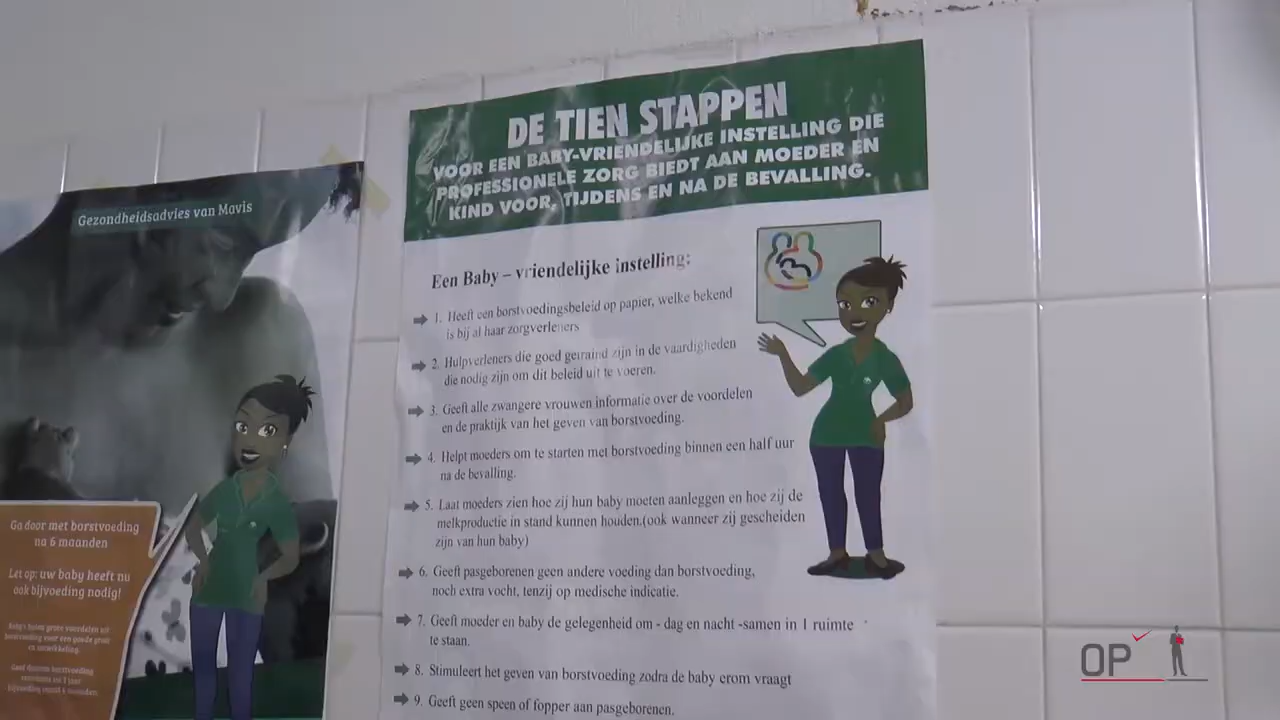 Gezondheidsadvies van Mavis
Ga door met borstvoeding
na 6 maanden
Let op: uw baby heeft nu
ook bijvoeding nodig!
DE TIEN STAPPEN
VOOR EEN BABY-VRIENDELIJKE INSTELLING DIE
PROFESSIONELE ZORG BIEDT AAN MOEDER EN
KIND VOOR, TIJDENS EN NA DE BEVALLING.
Een Baby – vriendelijke instelling:
1. Heeft een borstvoedingsbeleid op papier, welke bekend
is bij al haar zorgverleners
2. Hulpverleners die goed getraind zijn in de vaardigheden
die nodig zijn om dit beleid uit te voeren.
3. Geeft alle zwangere vrouwen informatie over de voordelen
en de praktijk van het geven van borstvoeding.
4. Helpt moeders om te starten met borstvoeding binnen een half uur
na de bevalling.
5. Laat moeders zien hoe zij hun baby moeten aanleggen en hoe zij de
melkproductie in stand kunnen houden.(ook wanneer zij gescheiden
zijn van hun baby)
6. Geeft pasgeborenen geen andere voeding dan borstvoeding,
noch extra vocht, tenzij op medische indicatie.
7. Geeft moeder en baby de gelegenheid om - dag en nacht -samen in 1 ruimte
te staan.
8. Stimuleert het geven van borstvoeding zodra de baby erom vraagt
9. Geeft geen speen of fopper aan pasgeborenen.
OP